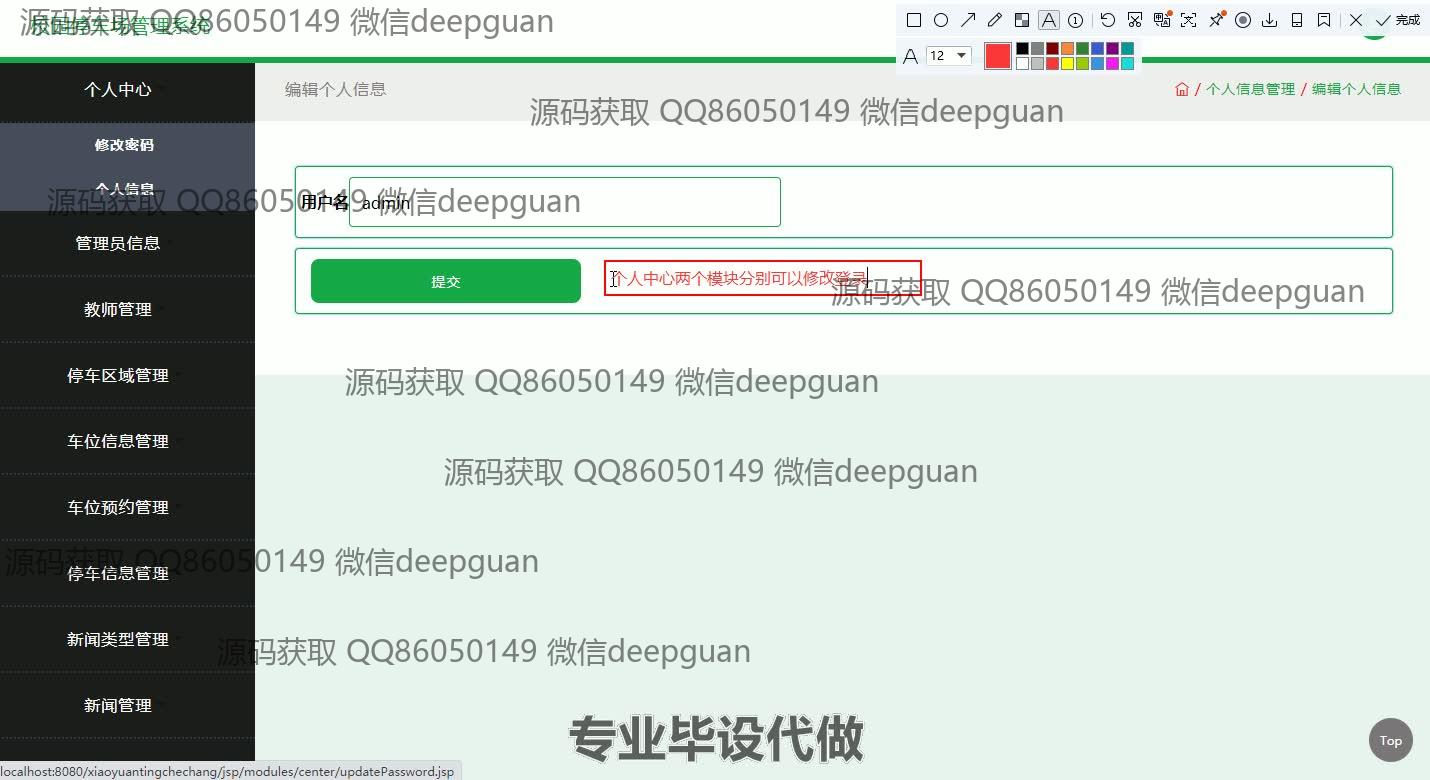 校园停车场管理系统
源码获取 QQ86050149 微信deepguan
A 12
完成
个人中心
编辑个人信息
/ 个人信息管理 / 编辑个人信息
源码获取 QQ86050149 微信deepguan
修改密码
个人信息
源码获取 QQ86050149 微信deepguan
用户名 admin
管理员信息
提交
个人中心两个模块分别可以修改登录
源码获取 QQ86050149 微信deepguan
教师管理
停车区域管理
源码获取 QQ86050149 微信deepguan
车位信息管理
源码获取 QQ86050149 微信deepguan
车位预约管理
源码获取 QQ86050149 微信deepguan
停车信息管理
新闻类型管理
源码获取 QQ86050149 微信deepguan
新闻管理
专业毕设代做
Top
localhost:8080/xiaoyuantingchechang/jsp/modules/center/updatePassword.jsp